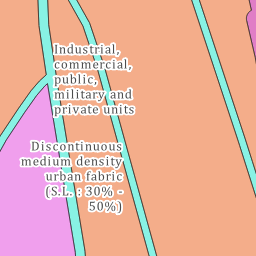 Industrial,
commercial,
public,
military and
private units
Discontinuous
medium density
urban fabric
(S.L. : 30% -
50%)